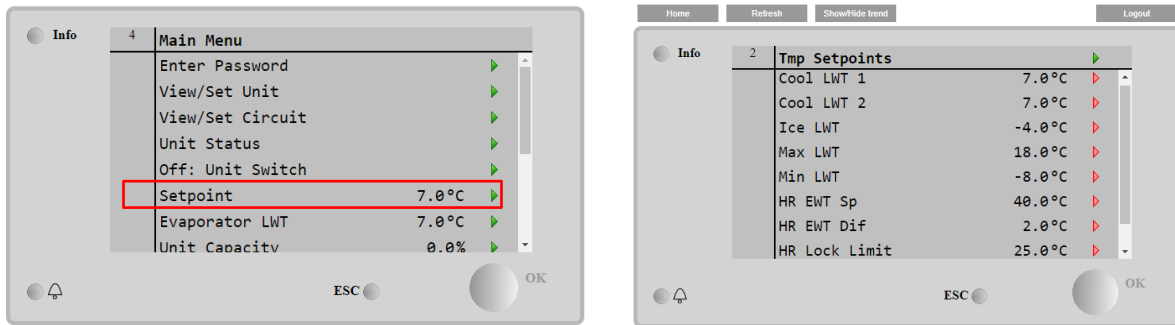 Info
4 Main Menu
Enter Password
View/Set Unit
View/Set Circuit
Unit Status
Off: Unit Switch
Setpoint 7.0°C
Evaporator LWT 7.0°C
Unit Capacity 0.0%
ESC
OK
Home Refresh Show/Hide trend Logout
Info
2 Tmp Setpoints
Cool LWT 1 7.0°C
Cool LWT 2 7.0°C
Ice LWT -4.0°C
Max LWT 18.0°C
Min LWT -8.0°C
HR EWT Sp 40.0°C
HR EWT Dif 2.0°C
HR Lock Limit 25.0°C
ESC
OK